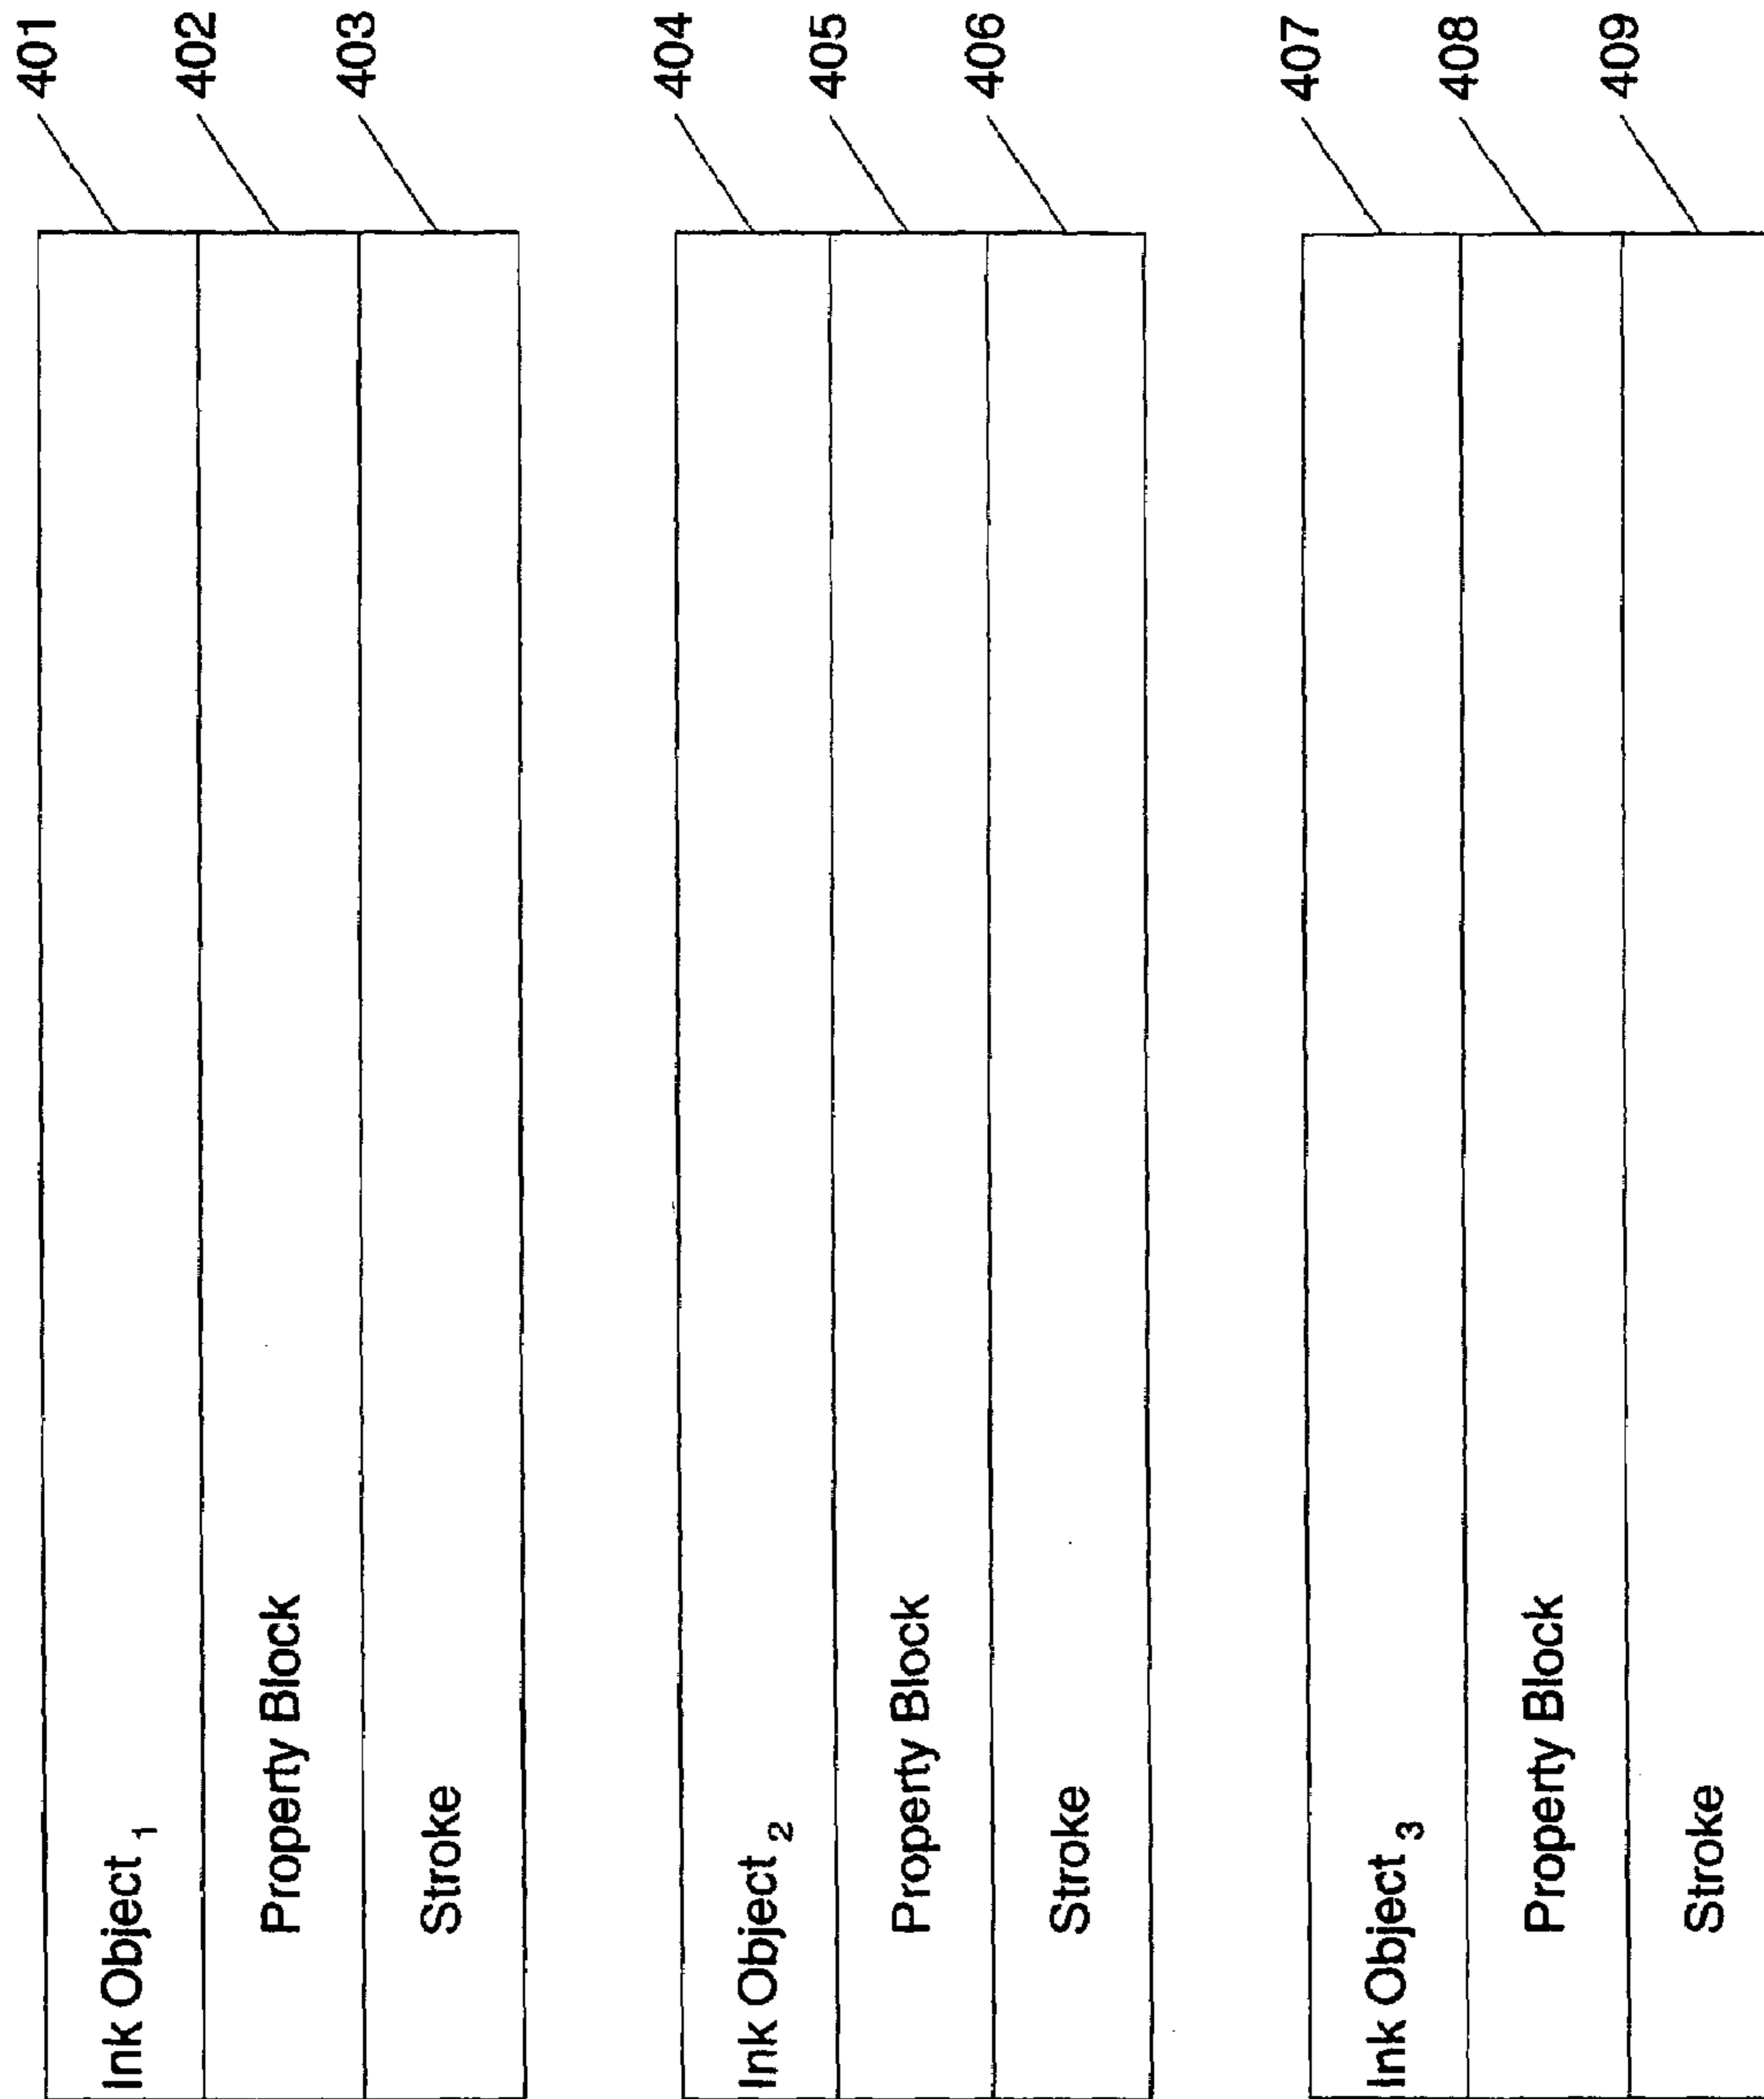 Ink Object 1 401
Property Block 402
Stroke 403
Ink Object 2 404
Property Block 405
Stroke 406
Ink Object 3 407
Property Block 408
Stroke 409